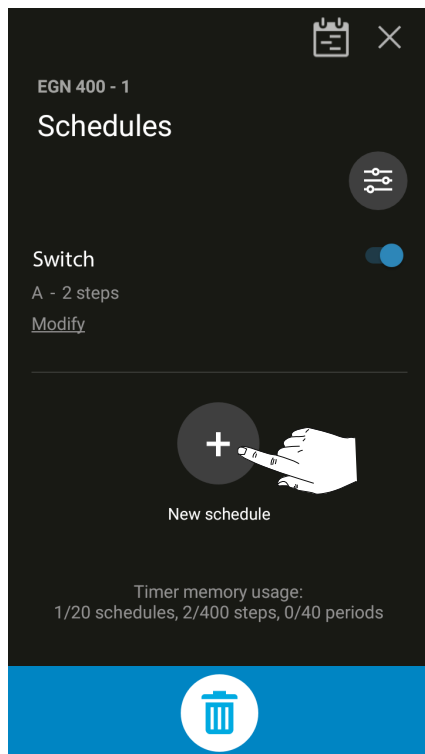 EGN 400 - 1
Schedules
Switch
A - 2 steps
Modify
New schedule
Timer memory usage:
1/20 schedules, 2/400 steps, 0/40 periods